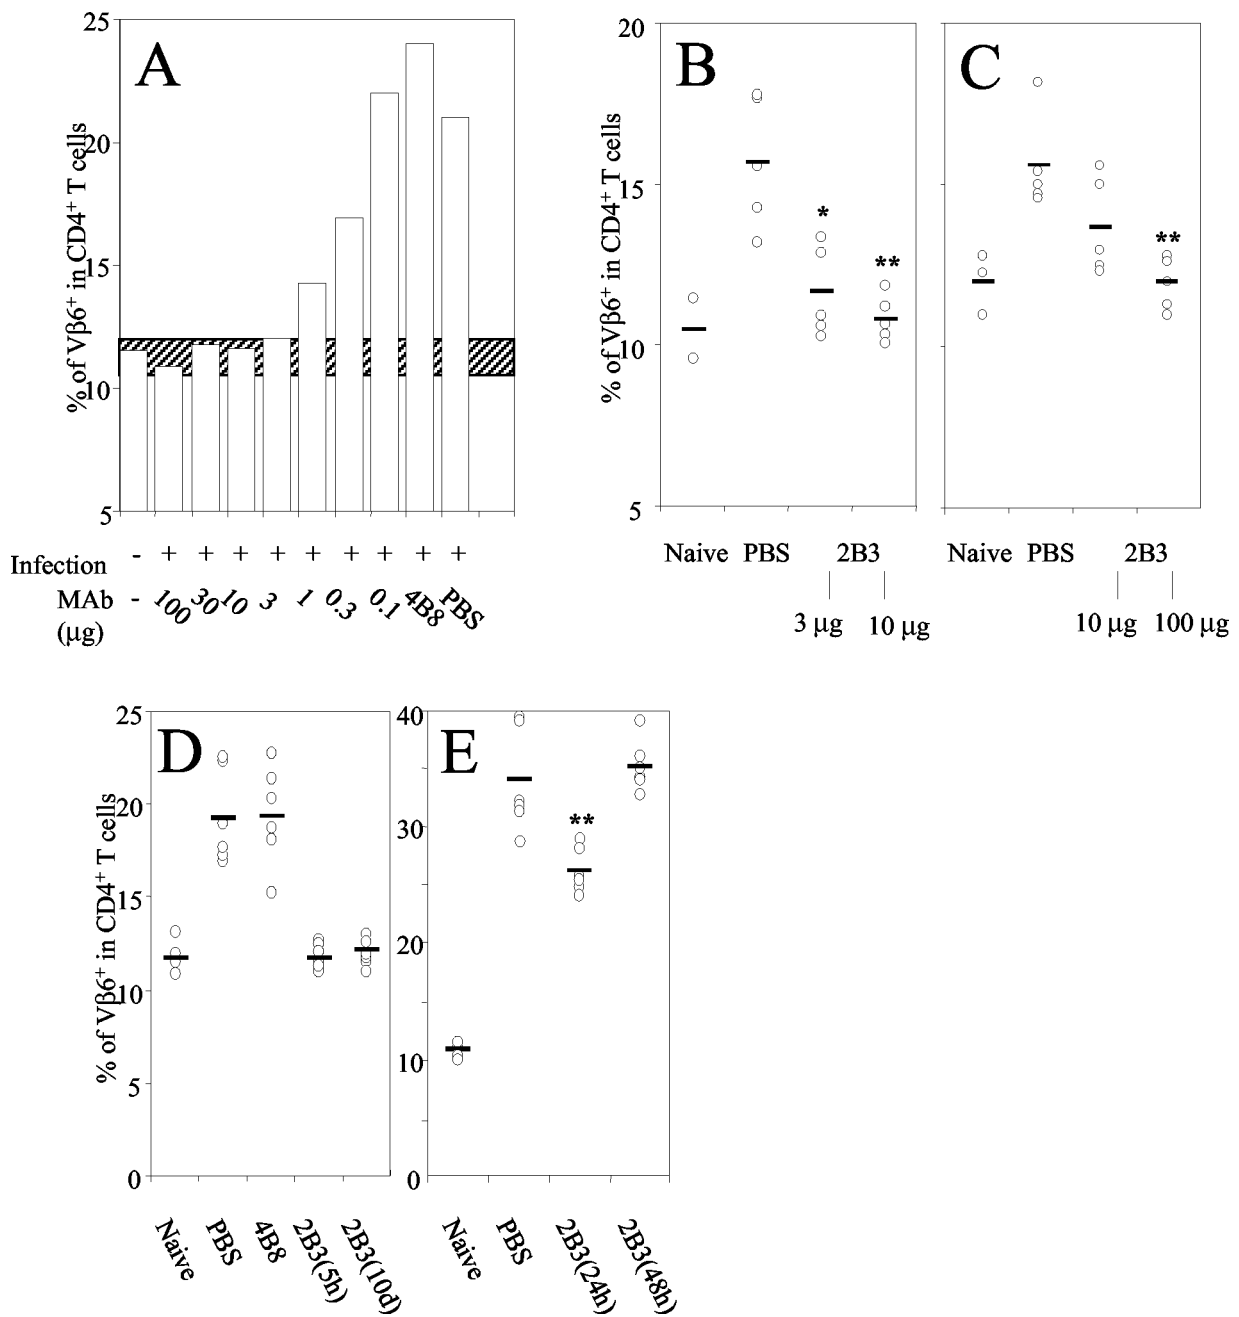 A
25
20
15
10
5
% of Vβ6⁺ in CD4⁺ T cells
Infection - + + + + + + + + +
MAb (μg) - 100 30 10 3 1 0.3 0.1 4B8 PBS
B
20
15
10
5
% of Vβ6⁺ in CD4⁺ T cells
* **
Naive PBS 2B3
3 μg 10 μg
C
**
Naive PBS 2B3
10 μg 100 μg
D
25
20
15
10
5
0
% of Vβ6⁺ in CD4⁺ T cells
Naive PBS 4B8 2B3(5h) 2B3(10d)
E
40
30
20
10
0
**
Naive PBS 2B3(24h) 2B3(48h)